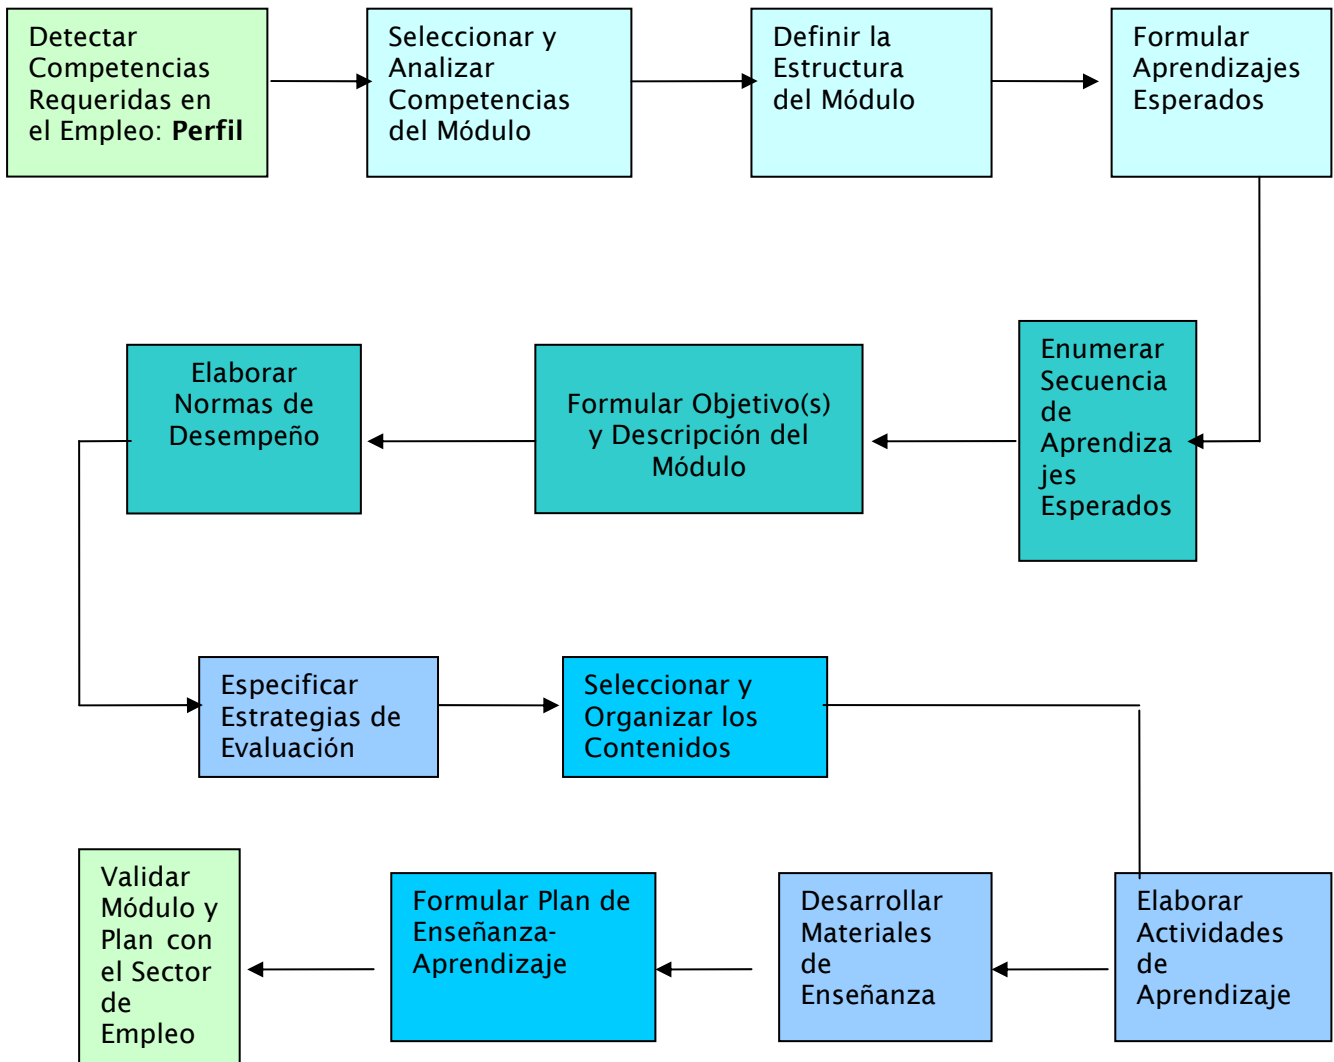 Detectar
Competencias
Requeridas en
el Empleo: Perfil
Seleccionar y
Analizar
Competencias
del Módulo
Definir la
Estructura
del Módulo
Formular
Aprendizajes
Esperados
Enumerar
Secuencia
de
Aprendiza
jes
Esperados
Formular Objetivo(s)
y Descripción del
Módulo
Elaborar
Normas de
Desempeño
Especificar
Estrategias de
Evaluación
Seleccionar y
Organizar los
Contenidos
Elaborar
Actividades
de
Aprendizaje
Desarrollar
Materiales
de
Enseñanza
Formular Plan de
Enseñanza-
Aprendizaje
Validar
Módulo y
Plan con
el Sector
de
Empleo